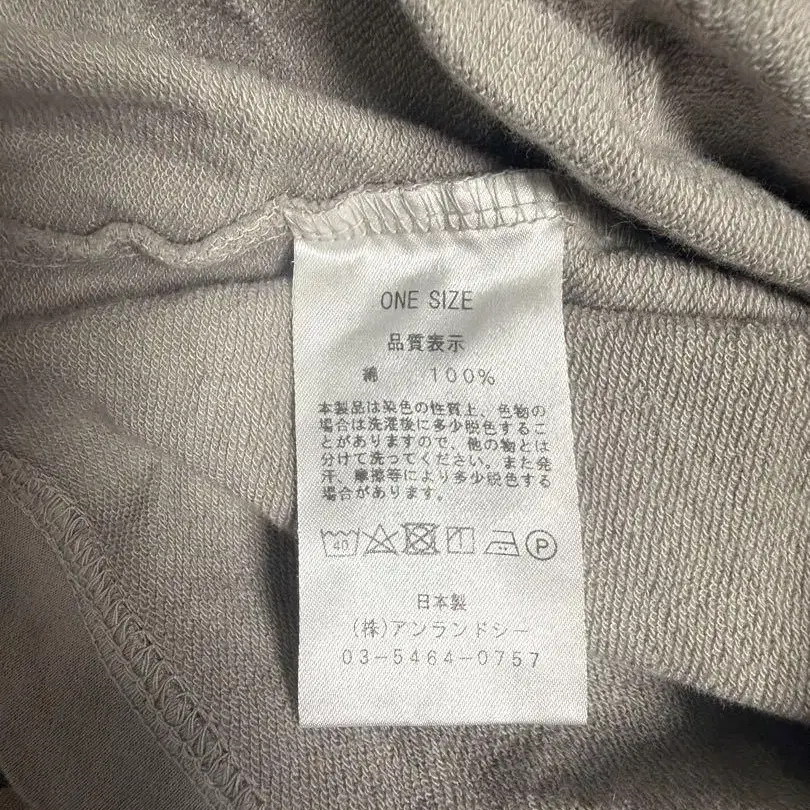 ONE SIZE
品質表示
綿 100%
本製品は染色の性質上、色物の
場合は洗濯後に多少脱色するこ
とがありますので、他の物とは
分けて洗ってください。また発
汗、摩擦等により多少脱色する
場合があります。
40 P
日本製
(株)アンランドシー
03-5464-0757